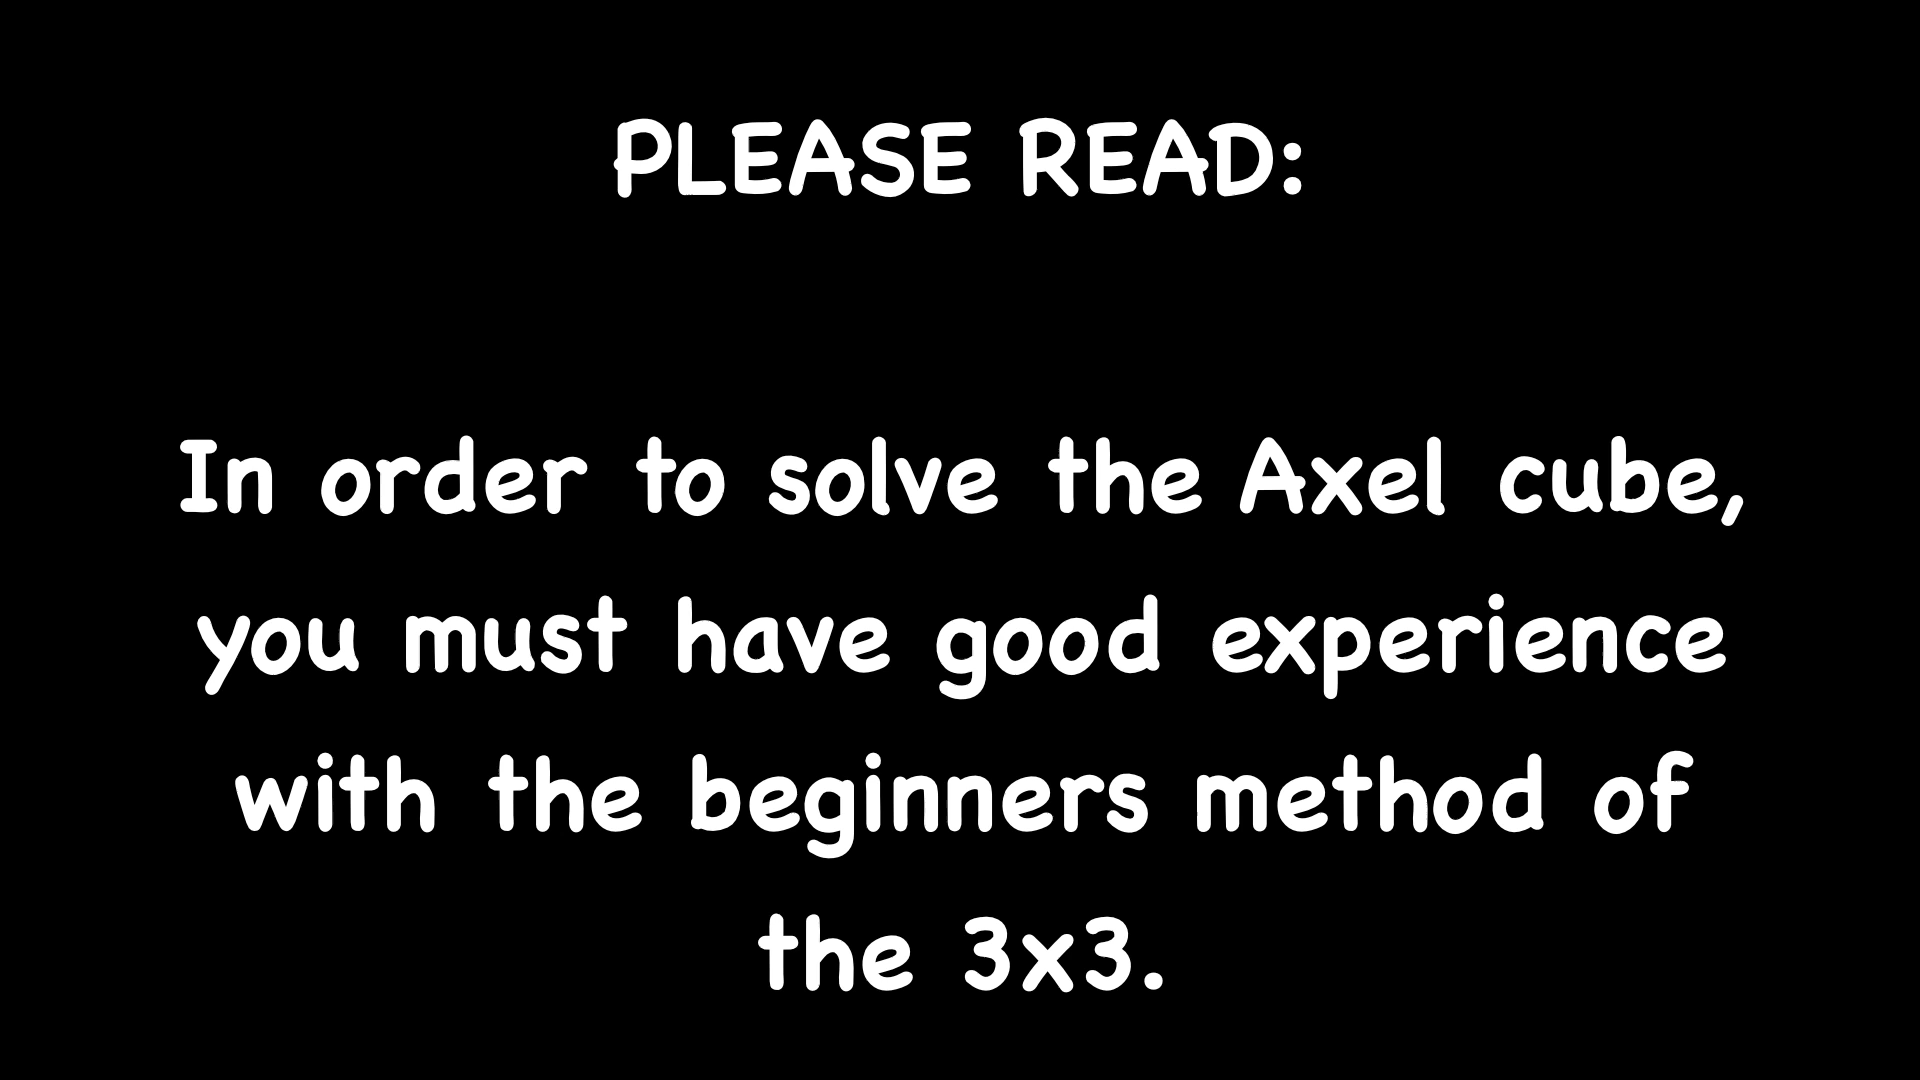 PLEASE READ:
In order to solve the Axel cube,
you must have good experience
with the beginners method of
the 3x3.